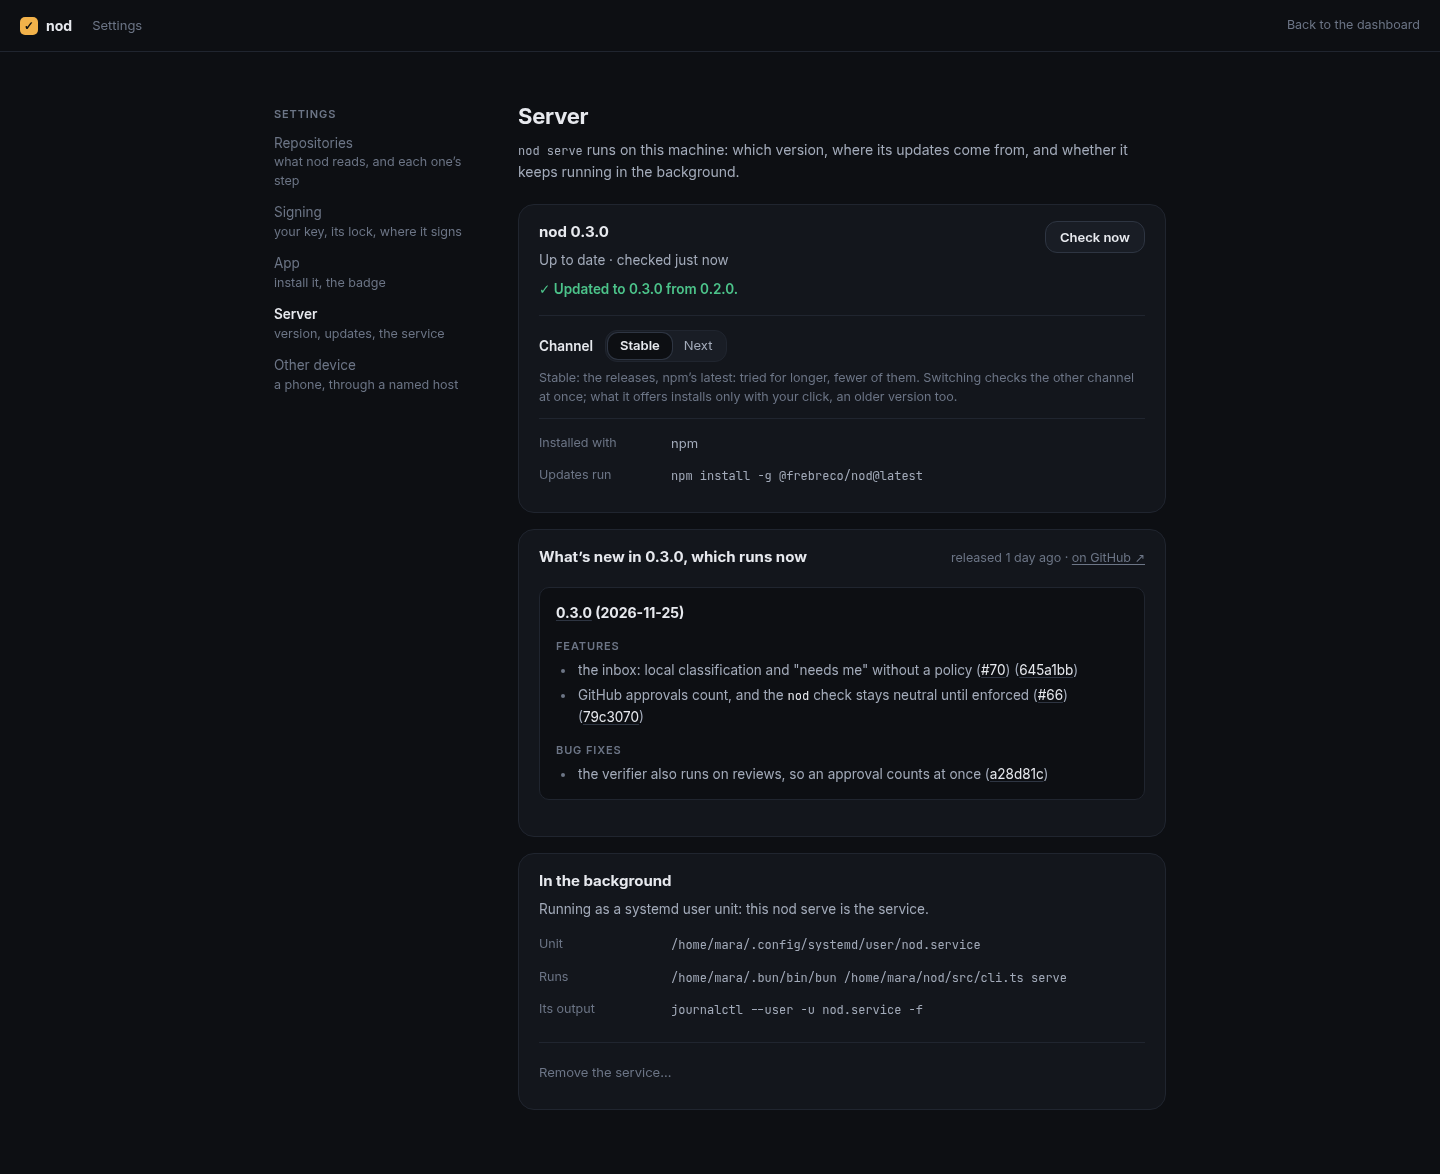 ✓ nod Settings Back to the dashboard
SETTINGS
Repositories
what nod reads, and each one's
step
Signing
your key, its lock, where it signs
App
install it, the badge
Server
version, updates, the service
Other device
a phone, through a named host
Server
nod serve runs on this machine: which version, where its updates come from, and whether it
keeps running in the background.
nod 0.3.0
Check now
Up to date · checked just now
✓ Updated to 0.3.0 from 0.2.0.
Channel Stable Next
Stable: the releases, npm's latest: tried for longer, fewer of them. Switching checks the other channel
at once; what it offers installs only with your click, an older version too.
Installed with npm
Updates run npm install -g @frebreco/nod@latest
What's new in 0.3.0, which runs now released 1 day ago · on GitHub ↗
0.3.0 (2026-11-25)
FEATURES
• the inbox: local classification and "needs me" without a policy (#70) (645a1bb)
• GitHub approvals count, and the nod check stays neutral until enforced (#66)
(79c3070)
BUG FIXES
• the verifier also runs on reviews, so an approval counts at once (a28d81c)
In the background
Running as a systemd user unit: this nod serve is the service.
Unit /home/mara/.config/systemd/user/nod.service
Runs /home/mara/.bun/bin/bun /home/mara/nod/src/cli.ts serve
Its output journalctl --user -u nod.service -f
Remove the service...